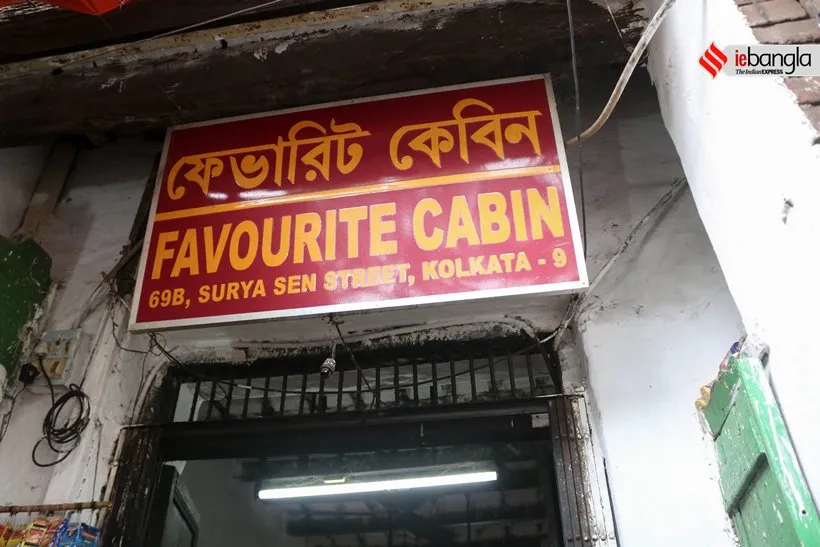 iebangla
The Indian EXPRESS
ফেভারিট কেবিন
FAVOURITE CABIN
69B, SURYA SEN STREET, KOLKATA - 9